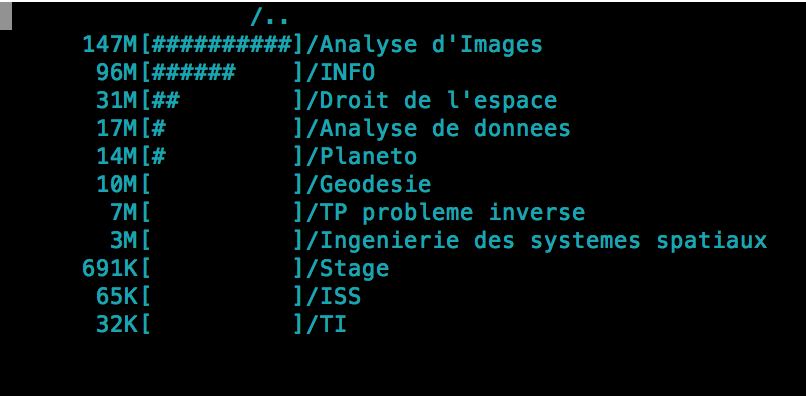 /..
147M[##########]/Analyse d'Images
96M[######    ]/INFO
31M[##        ]/Droit de l'espace
17M[#         ]/Analyse de donnees
14M[#         ]/Planeto
10M[          ]/Geodesie
7M[          ]/TP probleme inverse
3M[          ]/Ingenierie des systemes spatiaux
691K[          ]/Stage
65K[          ]/ISS
32K[          ]/TI